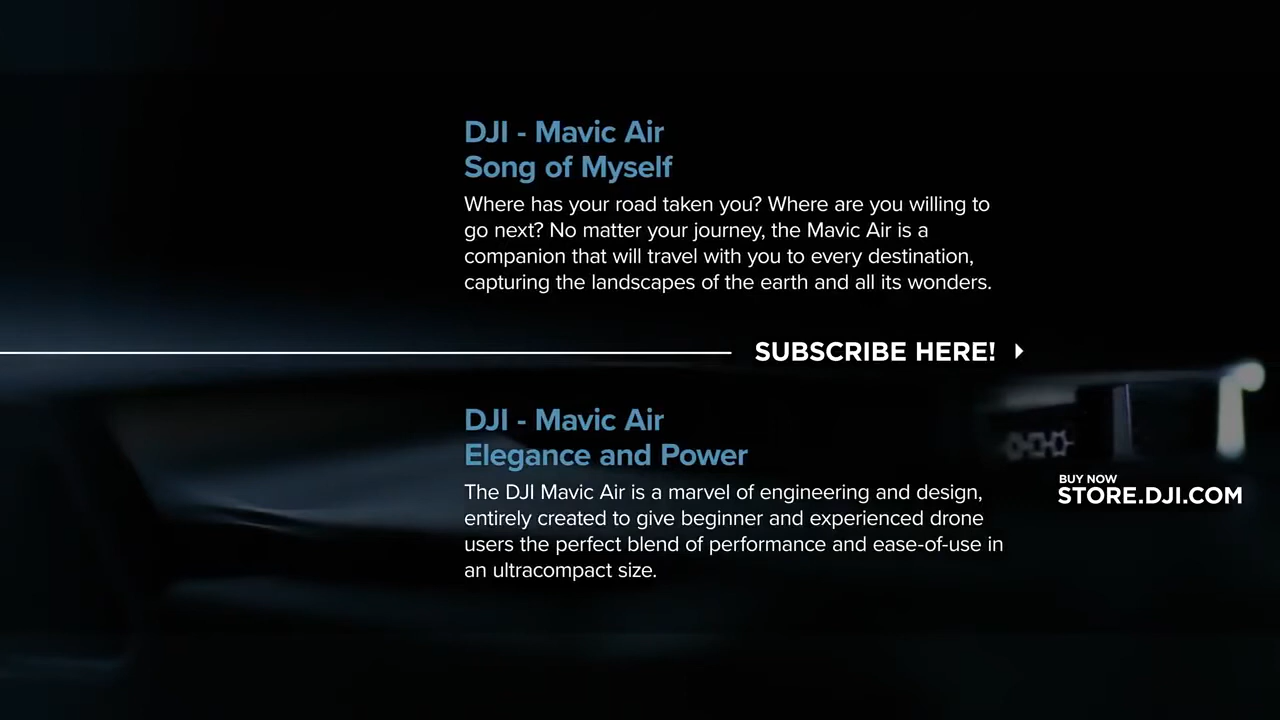 DJI - Mavic Air
Song of Myself
Where has your road taken you? Where are you willing to
go next? No matter your journey, the Mavic Air is a
companion that will travel with you to every destination,
capturing the landscapes of the earth and all its wonders.
SUBSCRIBE HERE!
DJI - Mavic Air
Elegance and Power
The DJI Mavic Air is a marvel of engineering and design,
entirely created to give beginner and experienced drone
users the perfect blend of performance and ease-of-use in
an ultracompact size.
BUY NOW
STORE.DJI.COM